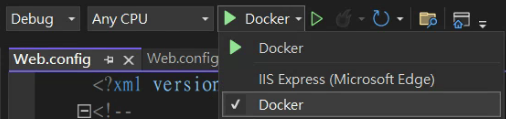 Debug Any CPU Docker
Docker
Web.config Web.config
IIS Express (Microsoft Edge)
<?xml version
Docker
<!--